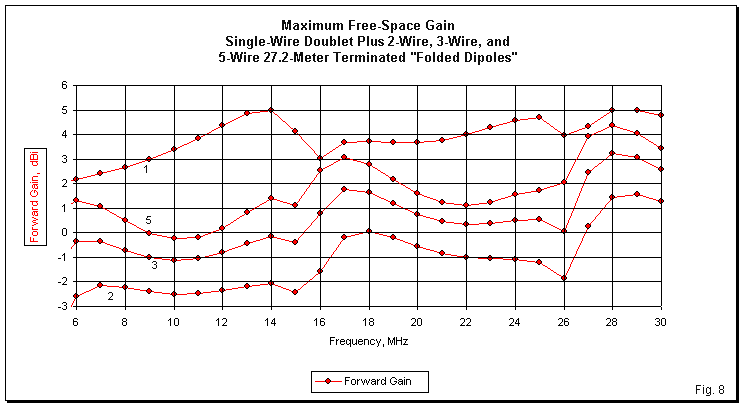 Maximum Free-Space Gain
Single-Wire Doublet Plus 2-Wire, 3-Wire, and
5-Wire 27.2-Meter Terminated "Folded Dipoles"
6
5
4
3
2
1
0
-1
-2
-3
Forward Gain, dBi
1
5
3
2
6 8 10 12 14 16 18 20 22 24 26 28 30
Frequency, MHz
Forward Gain
Fig. 8